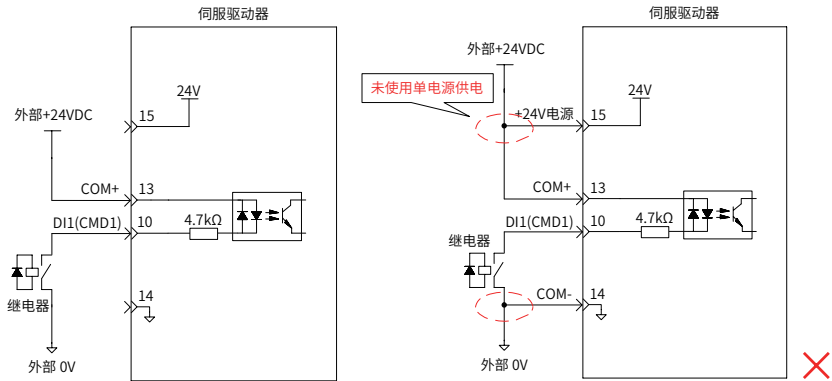 伺服驱动器
24V
15
外部+24VDC
COM+
13
DI1(CMD1)
10
4.7kΩ
继电器
14
外部 0V
伺服驱动器
外部+24VDC
未使用单电源供电
24V
+24V电源
15
COM+
13
DI1(CMD1)
10
4.7kΩ
继电器
COM-
14
外部 0V